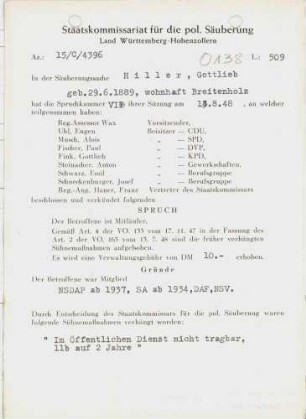 Staatskommissariat für die pol. Säuberung
Land Württemberg-Hohenzollern
Az.: 15/C/4396 0138 L: 509
In der Säuberungssache Hiller, Gottlieb
geb.29.6.1889, wohnhaft Breitenholz
hat die Spruchkammer VII in ihrer Sitzung am 13.8.48 , an welcher
teilgenommen haben:
Reg.Assessor Wax Vorsitzender,
Uhl, Eugen Beisitzer — CDU,
Musch, Alois „ — SPD,
Fischer, Paul „ — DVP,
Fink, Gottlieb „ — KPD,
Steinacher, Anton „ — Gewerkschaften,
Schwarz, Emil „ — Berufsgruppe
Schneckenburger, Josef „ — Berufsgruppe
Reg.-Ang. Hauer, Franz Vertreter des Staatskommissars
beschlossen und verkündet folgenden
SPRUCH
Der Betroffene ist Mitläufer.
Gemäß Art. 4 der VO. 133 vom 17. 11. 47 in der Fassung des
Art. 2 der VO. 165 vom 13. 7. 48 sind die früher verhängten
Sühnemaßnahmen aufgehoben.
Es wird eine Verwaltungsgebühr von DM 10.- erhoben.
Gründe
Der Betroffene war Mitglied
NSDAP ab 1937, SA ab 1934,DAF,NSV.
Durch Entscheidung des Staatskommissars für die pol. Säuberung waren
folgende Sühnemaßnahmen verhängt worden:
" Im Öffentlichen Dienst nicht tragbar,
11b auf 2 Jahre "